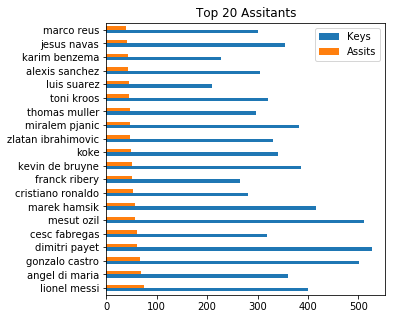 Top 20 Assitants
Keys
Assits
marco reus
jesus navas
karim benzema
alexis sanchez
luis suarez
toni kroos
thomas muller
miralem pjanic
zlatan ibrahimovic
koke
kevin de bruyne
franck ribery
cristiano ronaldo
marek hamsik
mesut ozil
cesc fabregas
dimitri payet
gonzalo castro
angel di maria
lionel messi
0 100 200 300 400 500